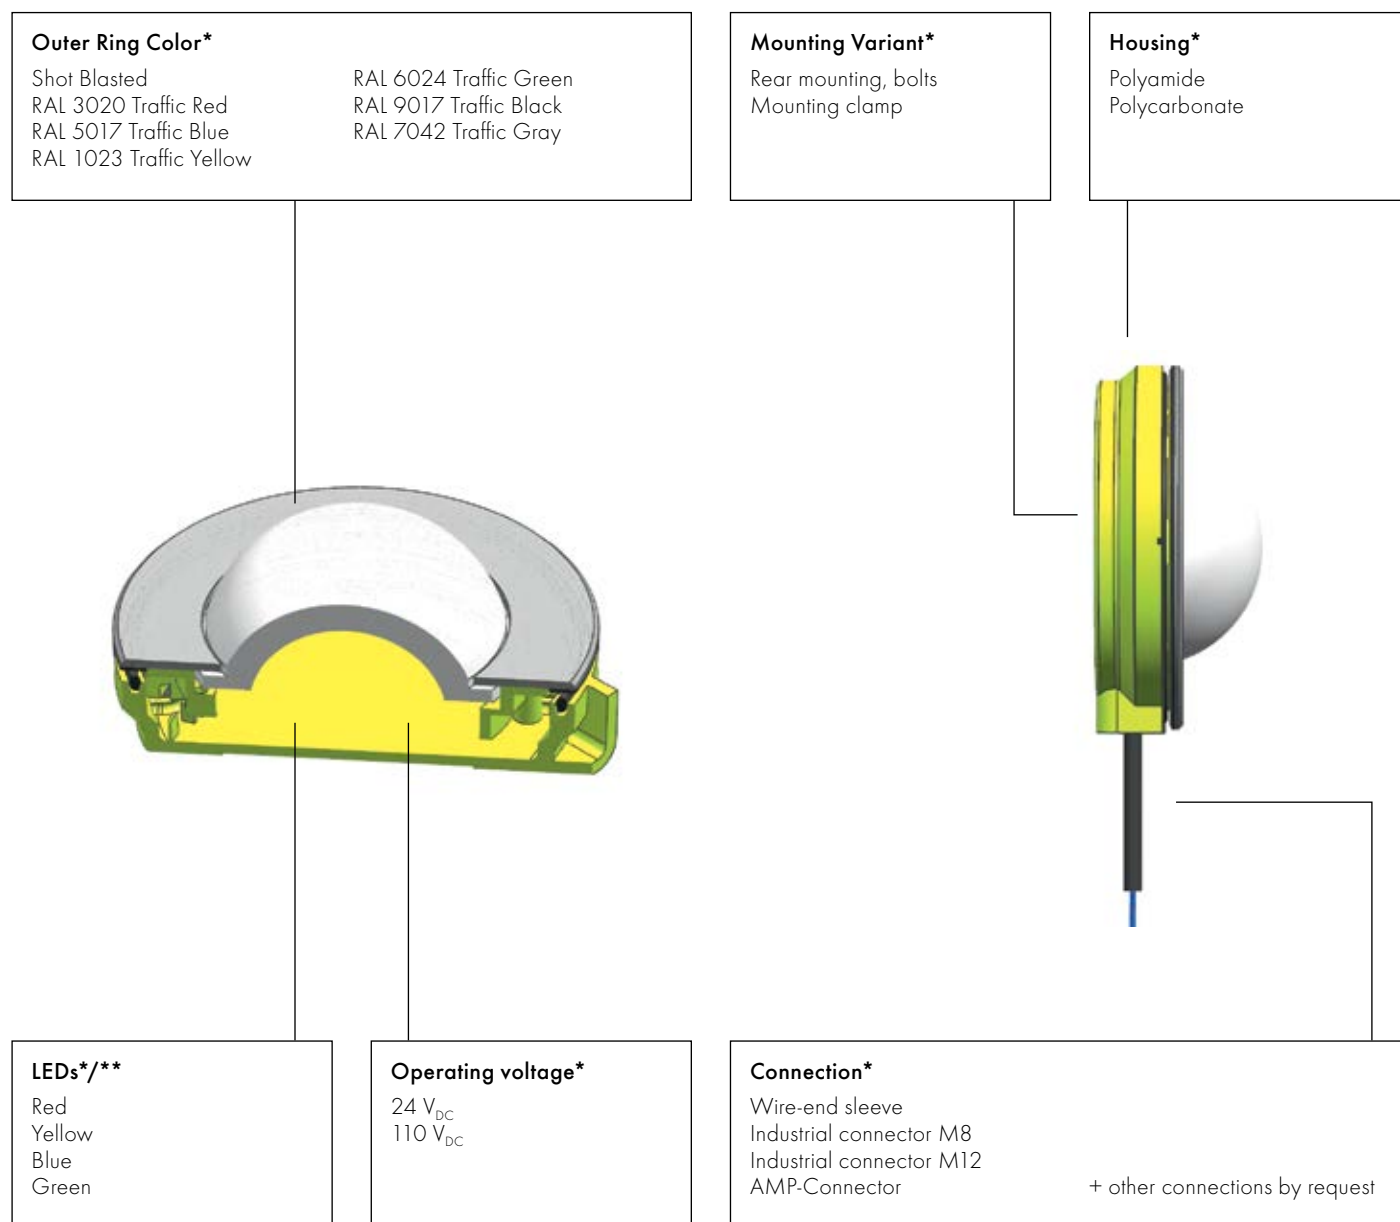 Outer Ring Color*
Shot Blasted
RAL 3020 Traffic Red
RAL 5017 Traffic Blue
RAL 1023 Traffic Yellow
RAL 6024 Traffic Green
RAL 9017 Traffic Black
RAL 7042 Traffic Gray
Mounting Variant*
Rear mounting, bolts
Mounting clamp
Housing*
Polyamide
Polycarbonate
LEDs*/**
Red
Yellow
Blue
Green
Operating voltage*
24 VDC
110 VDC
Connection*
Wire-end sleeve
Industrial connector M8
Industrial connector M12
AMP-Connector
+ other connections by request